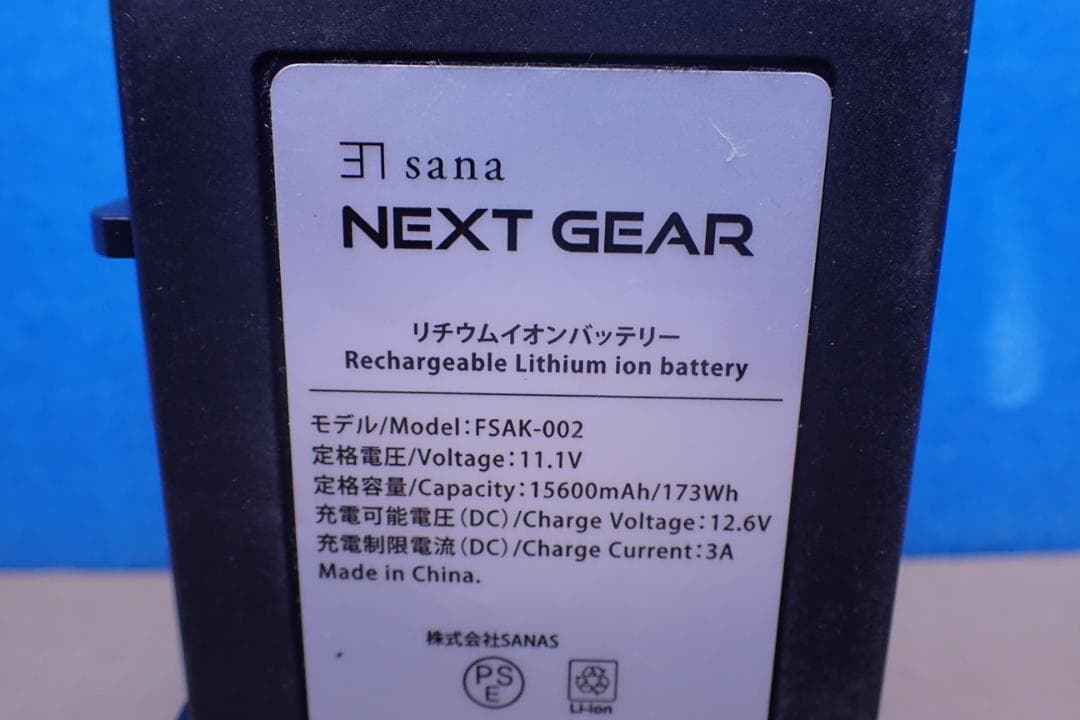 sana
NEXT GEAR
リチウムイオンバッテリー
Rechargeable Lithium ion battery
モデル/Model:FSAK-002
定格電圧/Voltage:11.1V
定格容量/Capacity:15600mAh/173Wh
充電可能電圧(DC)/Charge Voltage:12.6V
充電制限電流(DC)/Charge Current:3A
Made in China.
株式会社SANAS
PSE
Li-ion